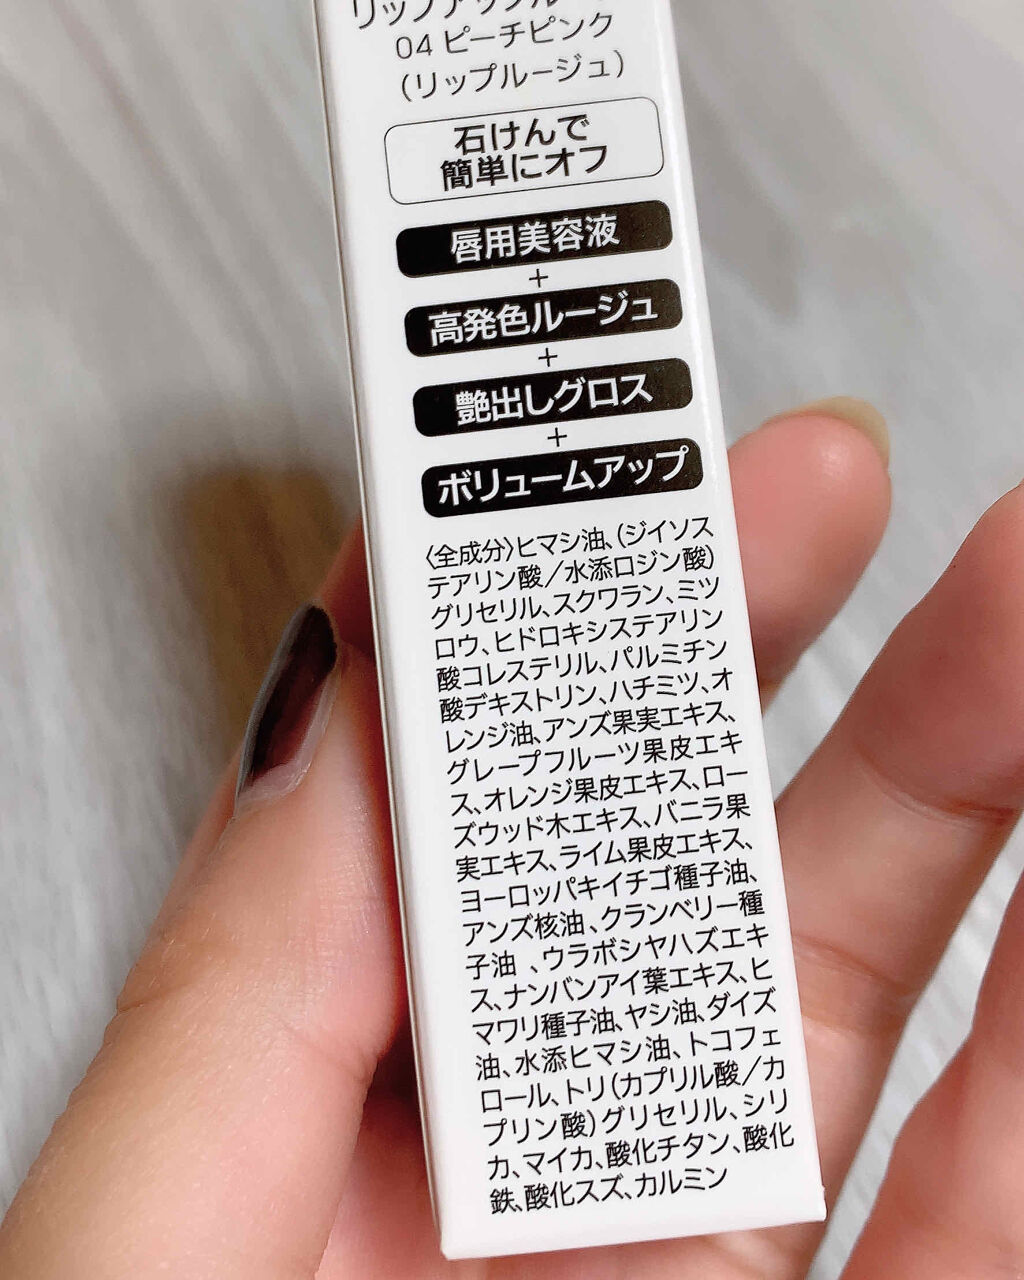 リップアップルージュ
04 ピーチピンク
（リップルージュ）
石けんで
簡単にオフ
唇用美容液
+
高発色ルージュ
+
艶出しグロス
+
ボリュームアップ
〈全成分〉ヒマシ油、（ジイソス
テアリン酸／水添ロジン酸）
グリセリル、スクワラン、ミツ
ロウ、ヒドロキシステアリン
酸コレステリル、パルミチン
酸デキストリン、ハチミツ、オ
レンジ油、アンズ果実エキス、
グレープフルーツ果皮エキ
ス、オレンジ果皮エキス、ロー
ズウッド木エキス、バニラ果
実エキス、ライム果皮エキス、
ヨーロッパキイチゴ種子油、
アンズ核油、クランベリー種
子油 、ウラボシヤハズエキ
ス、ナンバンアイ葉エキス、ヒ
マワリ種子油、ヤシ油、ダイズ
油、水添ヒマシ油、トコフェ
ロール、トリ（カプリル酸／カ
プリン酸）グリセリル、シリ
カ、マイカ、酸化チタン、酸化
鉄、酸化スズ、カルミン